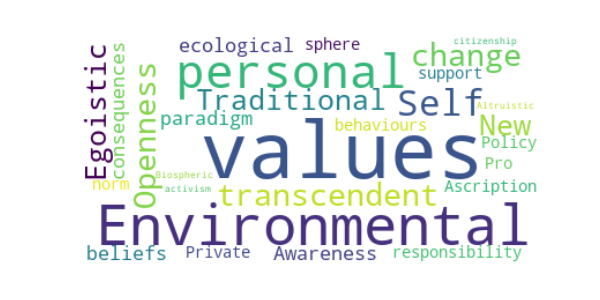 citizenship
ecological sphere
change
personal
support
Egoistic
consequences
Openness
Traditional
Self
Altruistic
paradigm
behaviours
New
values
Policy
Pro
Biospheric
norm
activism
transcendent
Ascription
Environmental
beliefs
Private
Awareness
responsibility